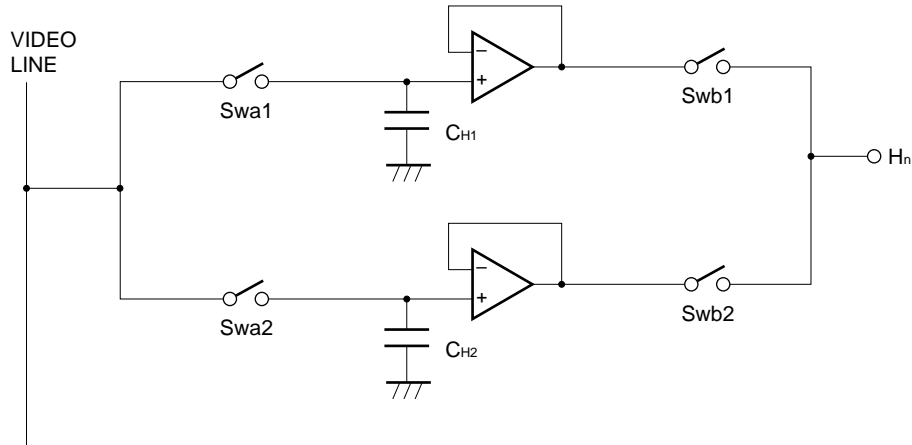 VIDEO
LINE
Swa1
−
+
CH1
Swb1
Hn
Swa2
−
+
CH2
Swb2